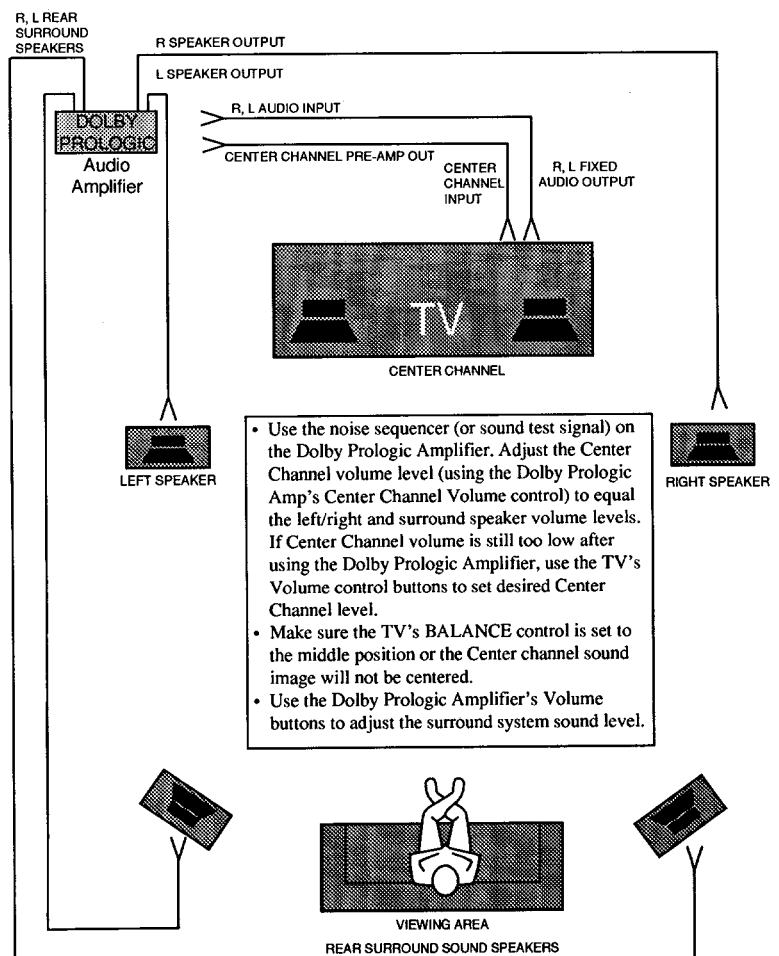 R, L REAR
SURROUND
SPEAKERS
R SPEAKER OUTPUT
L SPEAKER OUTPUT
DOLBY
PROLOGIC
Audio
Amplifier
R, L AUDIO INPUT
CENTER CHANNEL PRE-AMP OUT
CENTER
CHANNEL
INPUT
R, L FIXED
AUDIO OUTPUT
TV
CENTER CHANNEL
LEFT SPEAKER
RIGHT SPEAKER
• Use the noise sequencer (or sound test signal) on
the Dolby Prologic Amplifier. Adjust the Center
Channel volume level (using the Dolby Prologic
Amp's Center Channel Volume control) to equal
the left/right and surround speaker volume levels.
If Center Channel volume is still too low after
using the Dolby Prologic Amplifier, use the TV's
Volume control buttons to set desired Center
Channel level.
• Make sure the TV's BALANCE control is set to
the middle position or the Center channel sound
image will not be centered.
• Use the Dolby Prologic Amplifier's Volume
buttons to adjust the surround system sound level.
VIEWING AREA
REAR SURROUND SOUND SPEAKERS